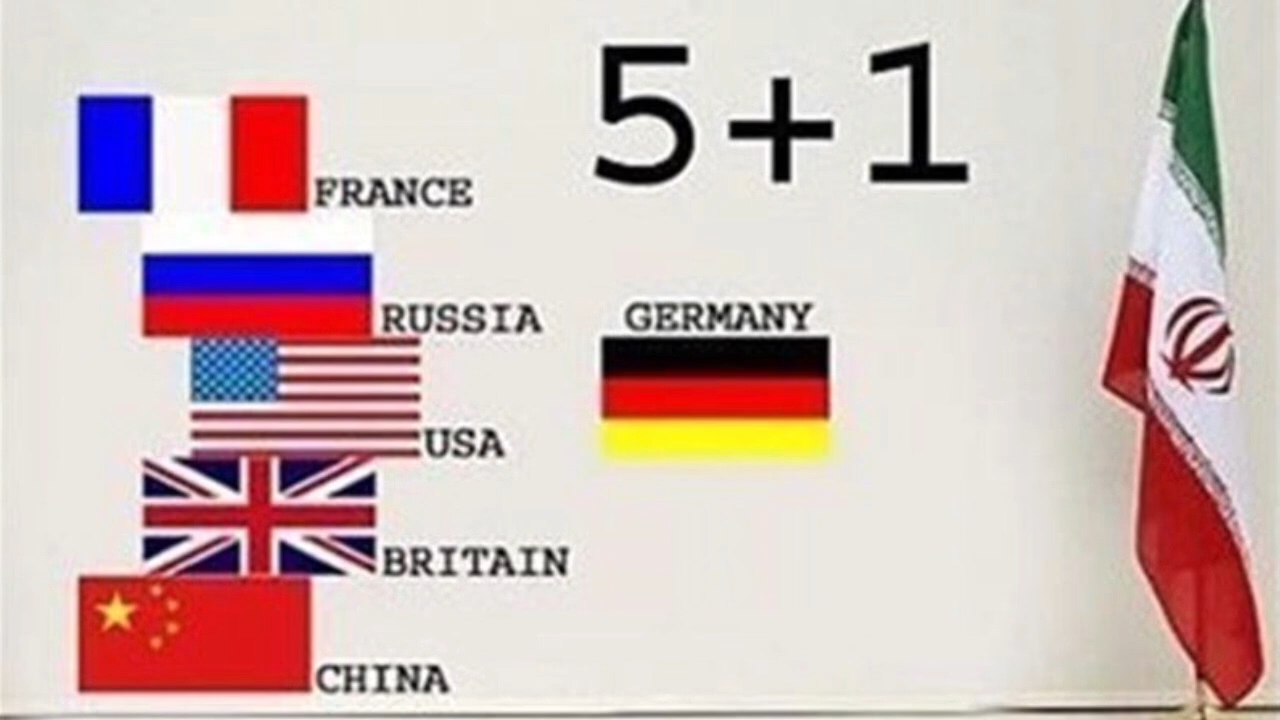 5+1
FRANCE
RUSSIA
GERMANY
USA
BRITAIN
CHINA